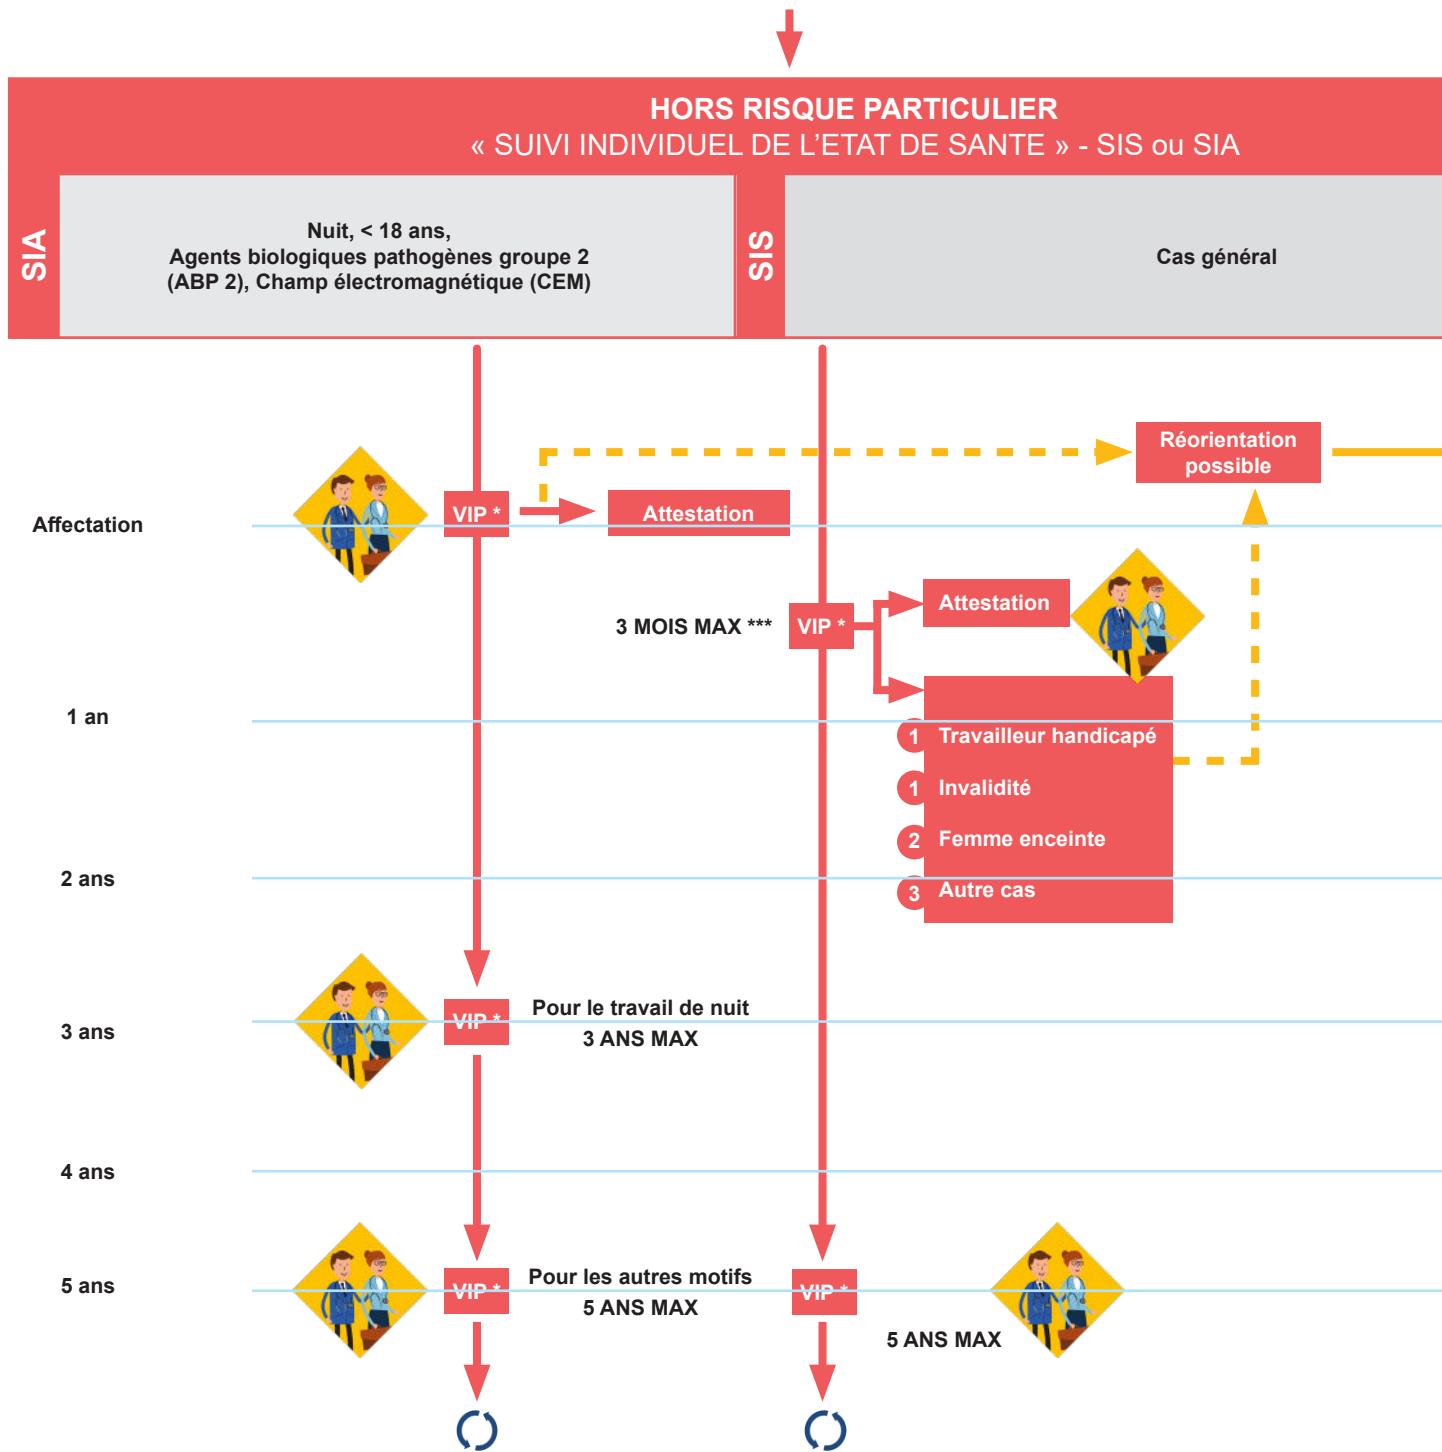 HORS RISQUE PARTICULIER
« SUIVI INDIVIDUEL DE L'ETAT DE SANTE » - SIS ou SIA
SIA
Nuit, < 18 ans,
Agents biologiques pathogènes groupe 2
(ABP 2), Champ électromagnétique (CEM)
SIS
Cas général
Réorientation
possible
Affectation
VIP *
Attestation
3 MOIS MAX ***
VIP *
Attestation
1 an
1 Travailleur handicapé
1 Invalidité
2 Femme enceinte
2 ans
3 Autre cas
3 ans
VIP *
Pour le travail de nuit
3 ANS MAX
4 ans
5 ans
VIP *
Pour les autres motifs
5 ANS MAX
VIP *
5 ANS MAX